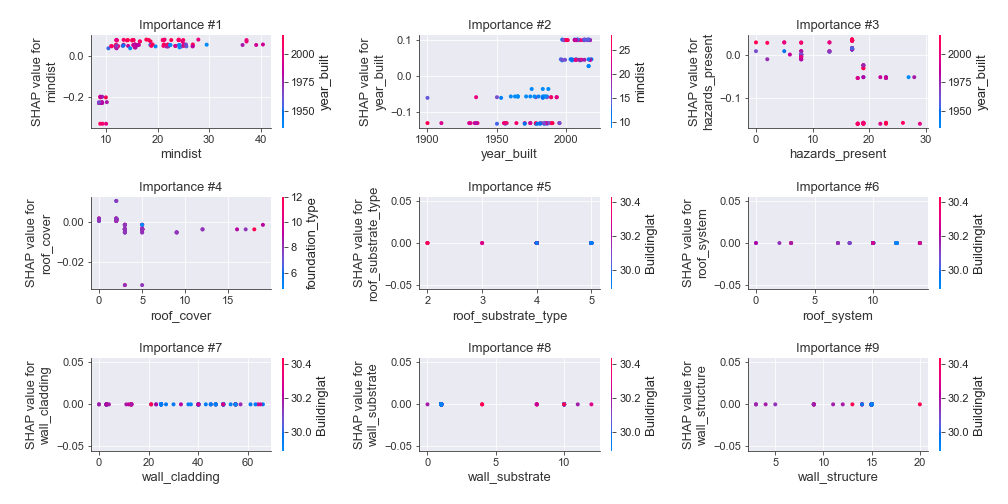 Importance #1
SHAP value for
mindist
0.0
−0.2
10
20
30
40
mindist
2000
1975
1950
year_built
Importance #2
SHAP value for
year_built
0.1
0.0
−0.1
1900
1950
2000
year_built
25
20
15
10
mindist
Importance #3
SHAP value for
hazards_present
0.0
−0.1
0
10
20
30
hazards_present
2000
1975
1950
year_built
Importance #4
SHAP value for
roof_cover
0.00
−0.02
0
5
10
15
roof_cover
12
10
8
6
foundation_type
Importance #5
SHAP value for
roof_substrate_type
0.05
0.00
−0.05
2
3
4
5
roof_substrate_type
30.4
30.2
30.0
Buildinglat
Importance #6
SHAP value for
roof_system
0.05
0.00
−0.05
0
5
10
roof_system
30.4
30.2
30.0
Buildinglat
Importance #7
SHAP value for
wall_cladding
0.05
0.00
−0.05
0
20
40
60
wall_cladding
30.4
30.2
30.0
Buildinglat
Importance #8
SHAP value for
wall_substrate
0.05
0.00
−0.05
0
5
10
wall_substrate
30.4
30.2
30.0
Buildinglat
Importance #9
SHAP value for
wall_structure
0.05
0.00
−0.05
5
10
15
20
wall_structure
30.4
30.2
30.0
Buildinglat